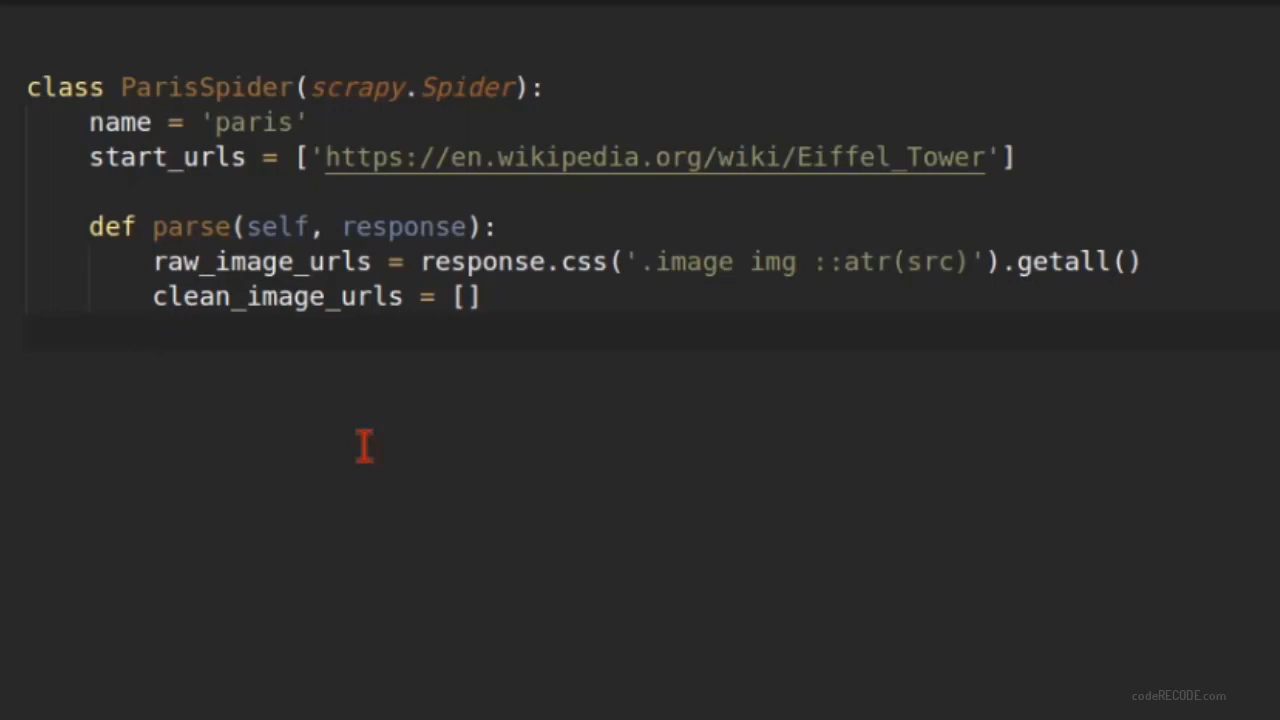 class ParisSpider(scrapy.Spider):
    name = 'paris'
    start_urls = ['https://en.wikipedia.org/wiki/Eiffel_Tower']
    def parse(self, response):
        raw_image_urls = response.css('.image img ::atr(src)').getall()
        clean_image_urls = []
codeRECODE.com